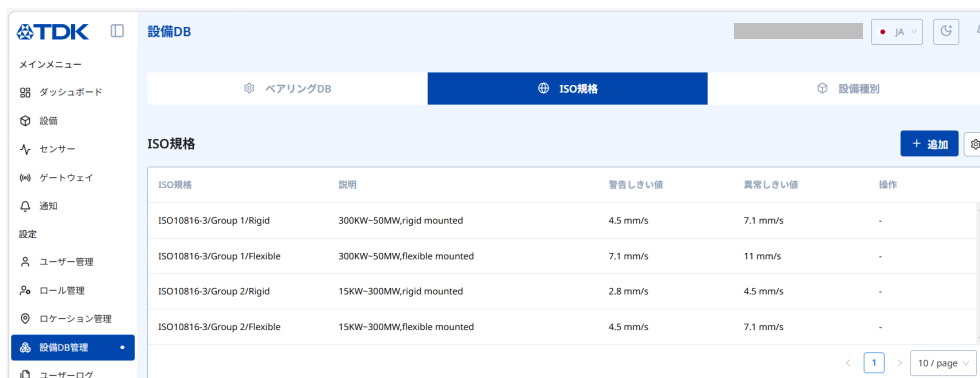 TDK
設備DB
JA
メインメニュー
ダッシュボード
設備
センサー
ゲートウェイ
通知
設定
ユーザー管理
ロール管理
ロケーション管理
設備DB管理
ユーザーログ
ベアリングDB
ISO規格
設備種別
ISO規格
+ 追加
ISO規格 説明 警告しきい値 異常しきい値 操作
ISO10816-3/Group 1/Rigid 300KW~50MW,rigid mounted 4.5 mm/s 7.1 mm/s -
ISO10816-3/Group 1/Flexible 300KW~50MW,flexible mounted 7.1 mm/s 11 mm/s -
ISO10816-3/Group 2/Rigid 15KW~300MW,rigid mounted 2.8 mm/s 4.5 mm/s -
ISO10816-3/Group 2/Flexible 15KW~300MW,flexible mounted 4.5 mm/s 7.1 mm/s -
< 1 > 10 / page